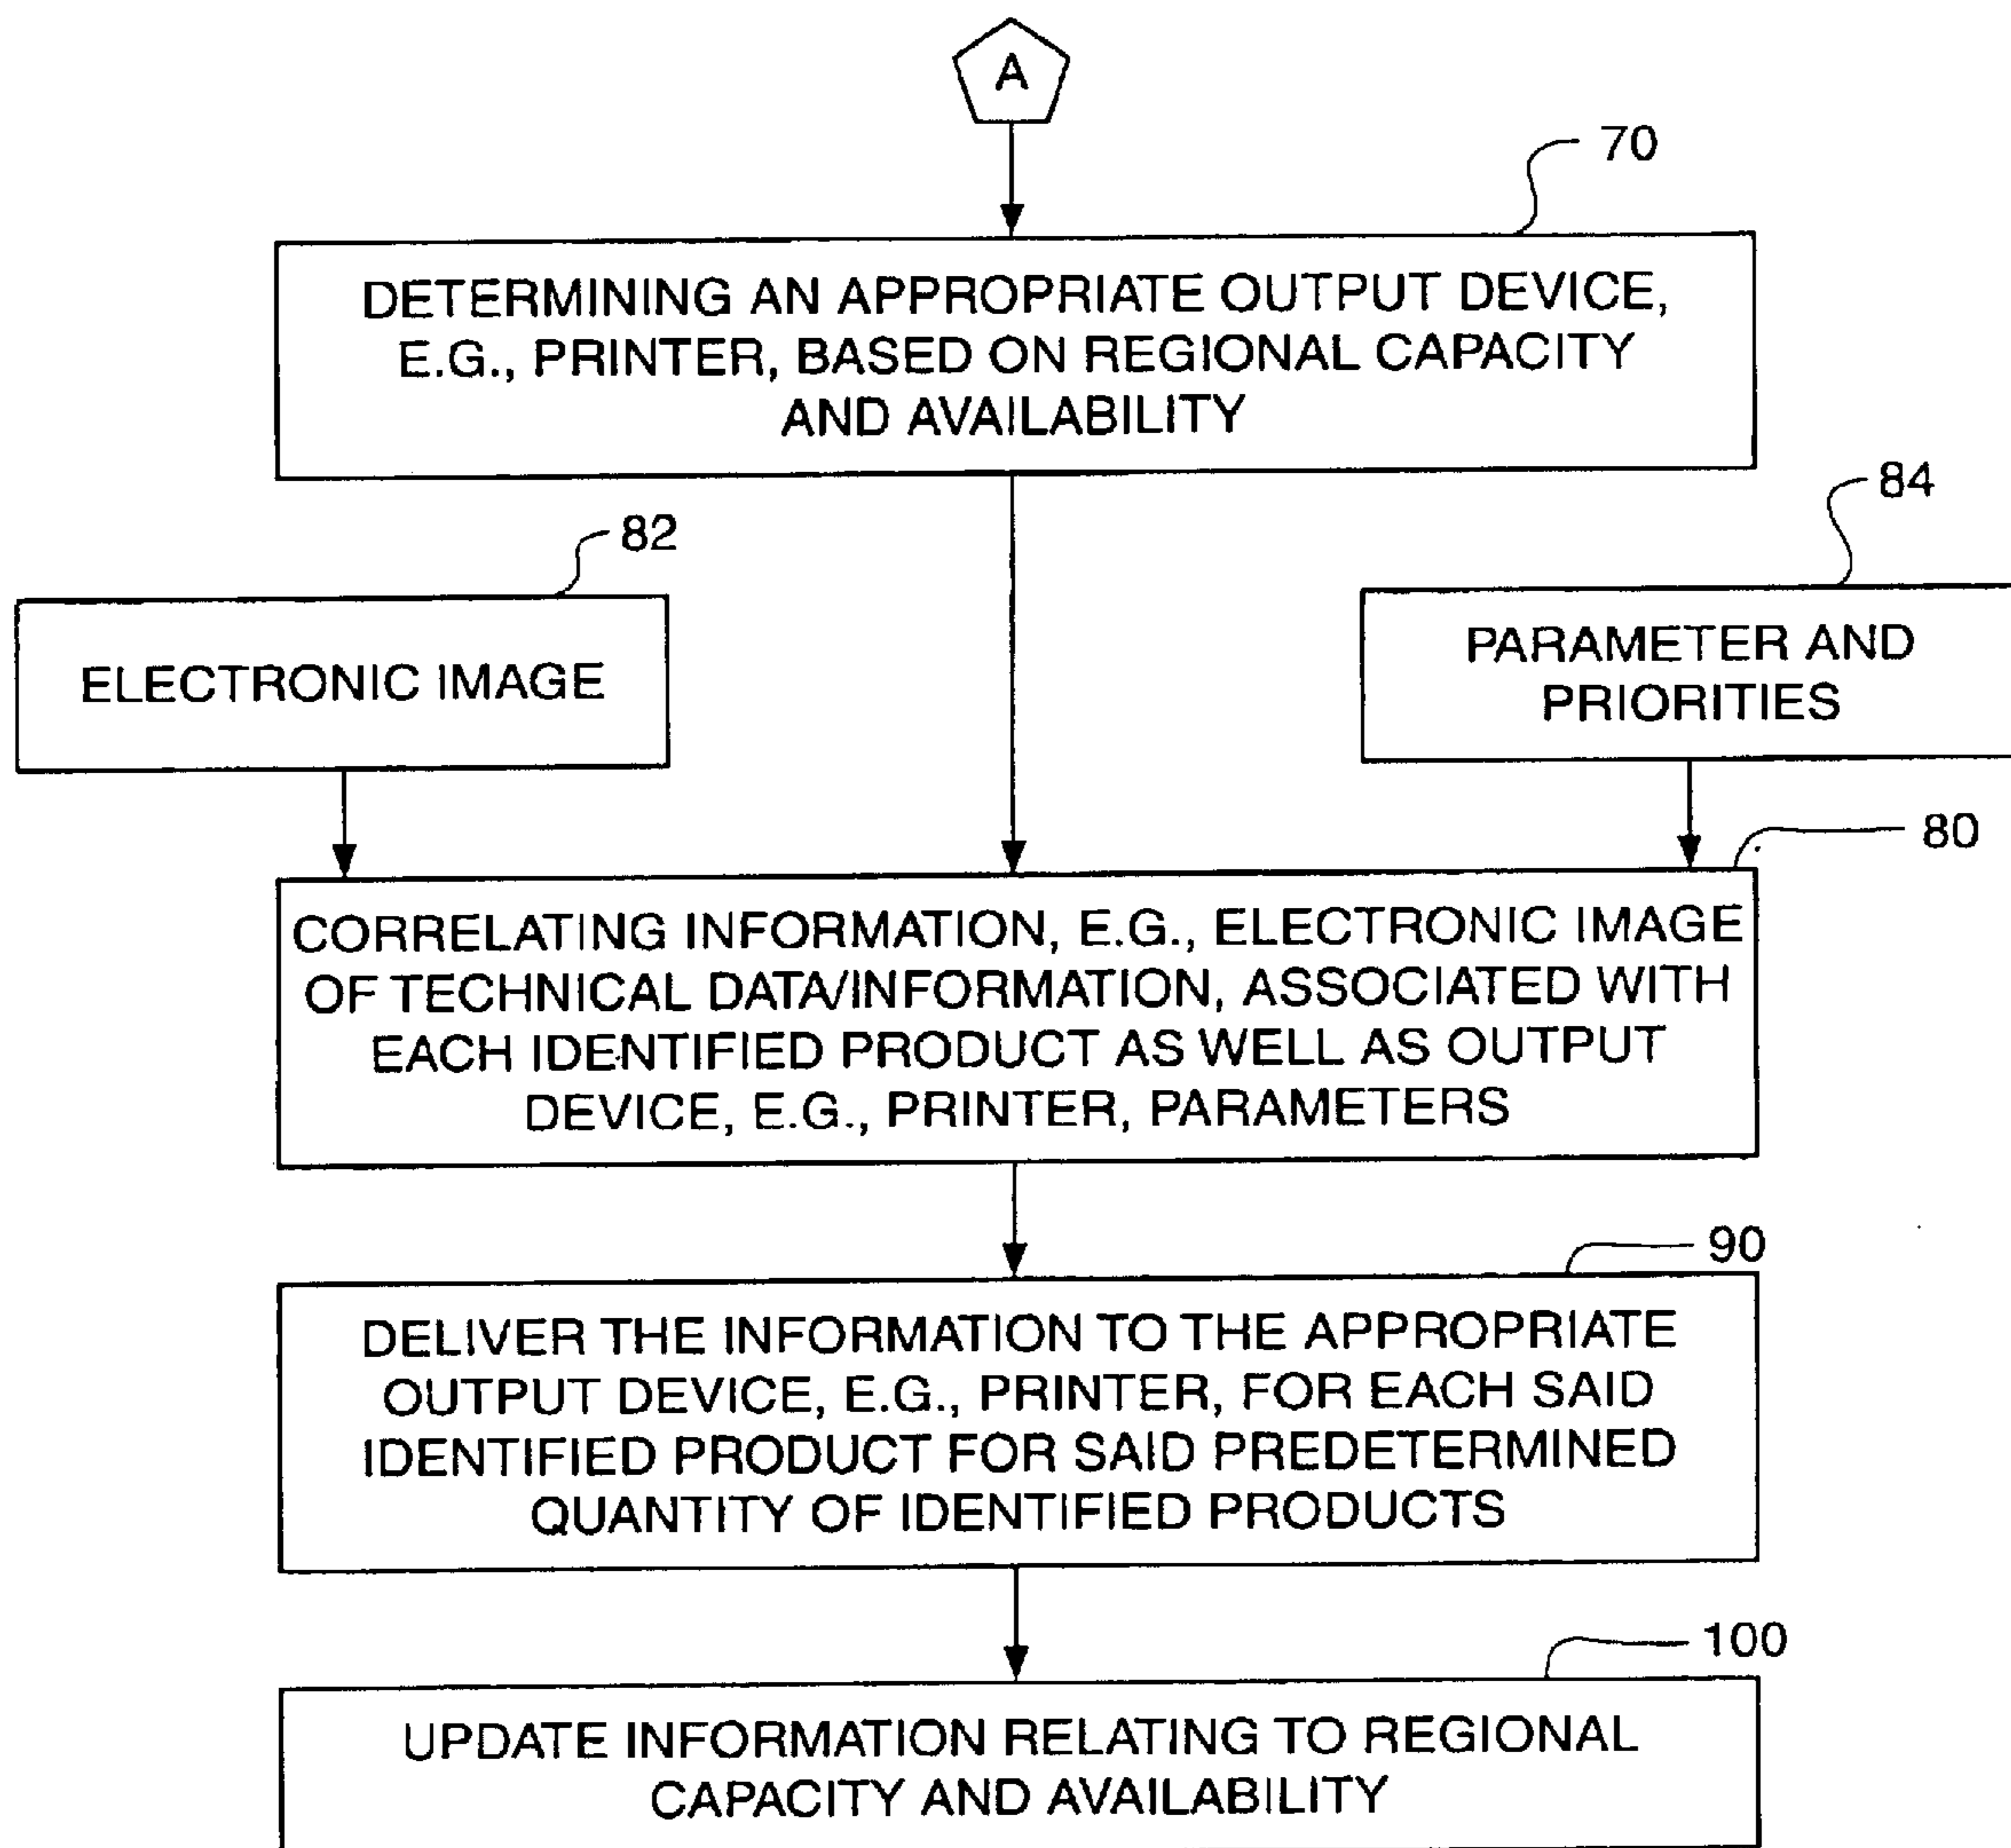 A
70
DETERMINING AN APPROPRIATE OUTPUT DEVICE,
E.G., PRINTER, BASED ON REGIONAL CAPACITY
AND AVAILABILITY
82
84
ELECTRONIC IMAGE
PARAMETER AND
PRIORITIES
80
CORRELATING INFORMATION, E.G., ELECTRONIC IMAGE
OF TECHNICAL DATA/INFORMATION, ASSOCIATED WITH
EACH IDENTIFIED PRODUCT AS WELL AS OUTPUT
DEVICE, E.G., PRINTER, PARAMETERS
90
DELIVER THE INFORMATION TO THE APPROPRIATE
OUTPUT DEVICE, E.G., PRINTER, FOR EACH SAID
IDENTIFIED PRODUCT FOR SAID PREDETERMINED
QUANTITY OF IDENTIFIED PRODUCTS
100
UPDATE INFORMATION RELATING TO REGIONAL
CAPACITY AND AVAILABILITY